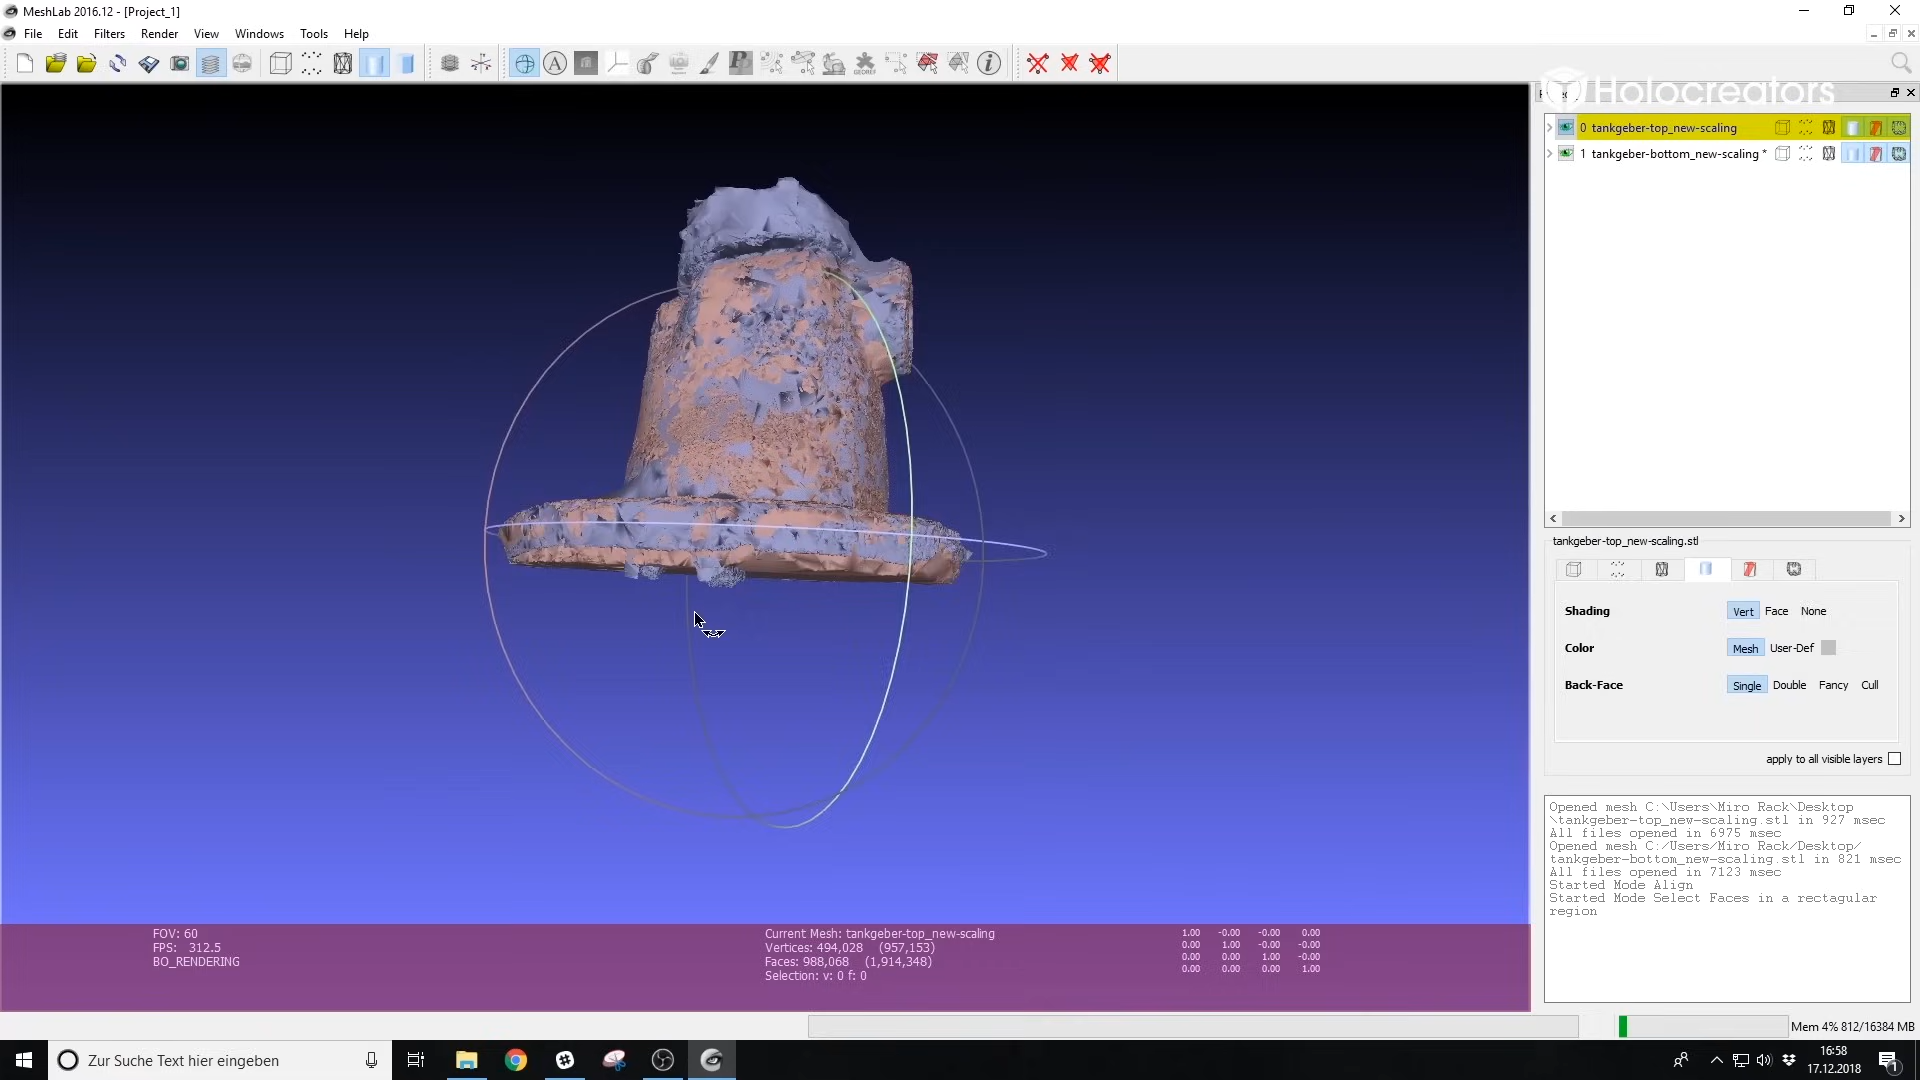 MeshLab 2016.12 - [Project_1]
File Edit Filters Render View Windows Tools Help
Holocreators
0 tankgeber-top_new-scaling
1 tankgeber-bottom_new-scaling *
tankgeber-top_new-scaling.stl
Shading Vert Face None
Color Mesh User-Def
Back-Face Single Double Fancy Cull
apply to all visible layers
Opened mesh C:\Users\Miro Rack\Desktop
\tankgeber-top_new-scaling.stl in 927 msec
All files opened in 6975 msec
Opened mesh C:/Users/Miro Rack/Desktop/
tankgeber-bottom_new-scaling.stl in 821 msec
All files opened in 7123 msec
Started Mode Align
Started Mode Select Faces in a rectagular
region
FOV: 60
FPS: 312.5
BO_RENDERING
Current Mesh: tankgeber-top_new-scaling
Vertices: 494,028 (957,153)
Faces: 988,068 (1,914,348)
Selection: v: 0 f: 0
1.00 -0.00 -0.00 0.00
0.00 1.00 -0.00 -0.00
0.00 0.00 1.00 -0.00
0.00 0.00 0.00 1.00
Mem 4% 812/16384 MB
Zur Suche Text hier eingeben
16:58
17.12.2018
1